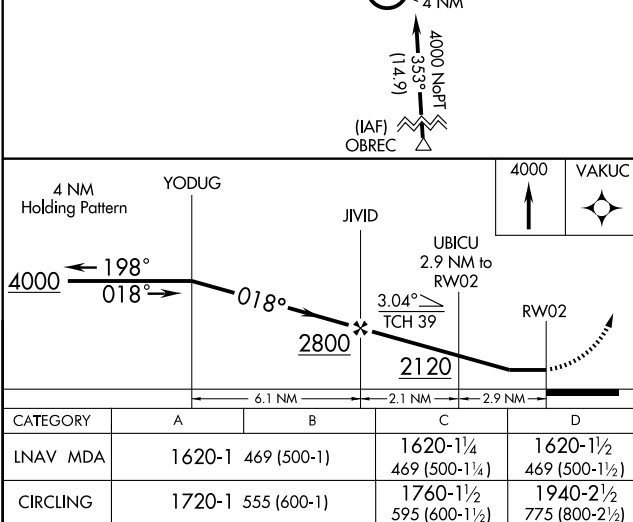 4 NM
4000 NoPT
353°
(14.9)
(IAF)
OBREC
4 NM
Holding Pattern
YODUG
JIVID
UBICU
2.9 NM to
RW02
RW02
4000
VAKUC
4000
198°
018°
018°
3.04°
TCH 39
2800
2120
6.1 NM
2.1 NM
2.9 NM
CATEGORY A B C D
LNAV MDA 1620-1 469 (500-1) 1620-1¼ 469 (500-1¼) 1620-1½ 469 (500-1½)
CIRCLING 1720-1 555 (600-1) 1760-1½ 595 (600-1½) 1940-2½ 775 (800-2½)